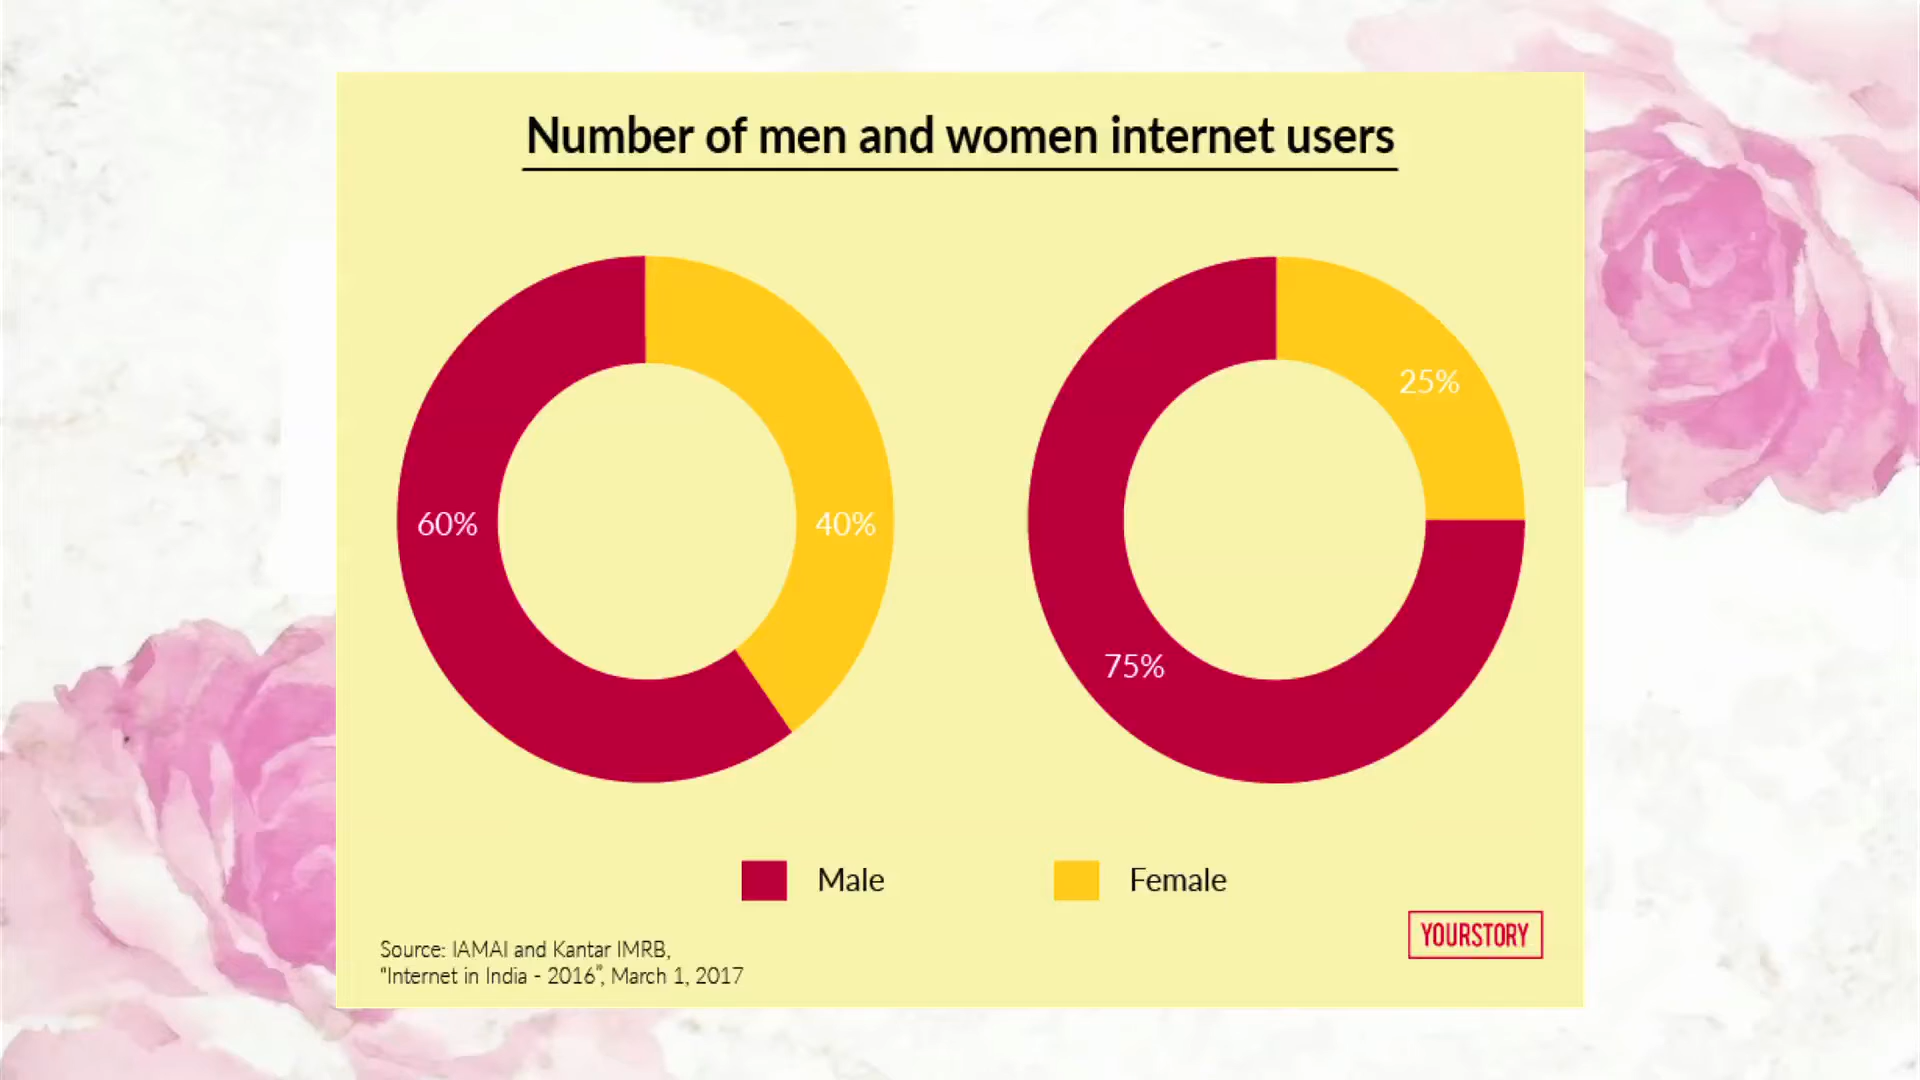 Number of men and women internet users
60%
40%
25%
75%
Male
Female
YOURSTORY
Source: IAMAI and Kantar IMRB,
"Internet in India - 2016”, March 1, 2017